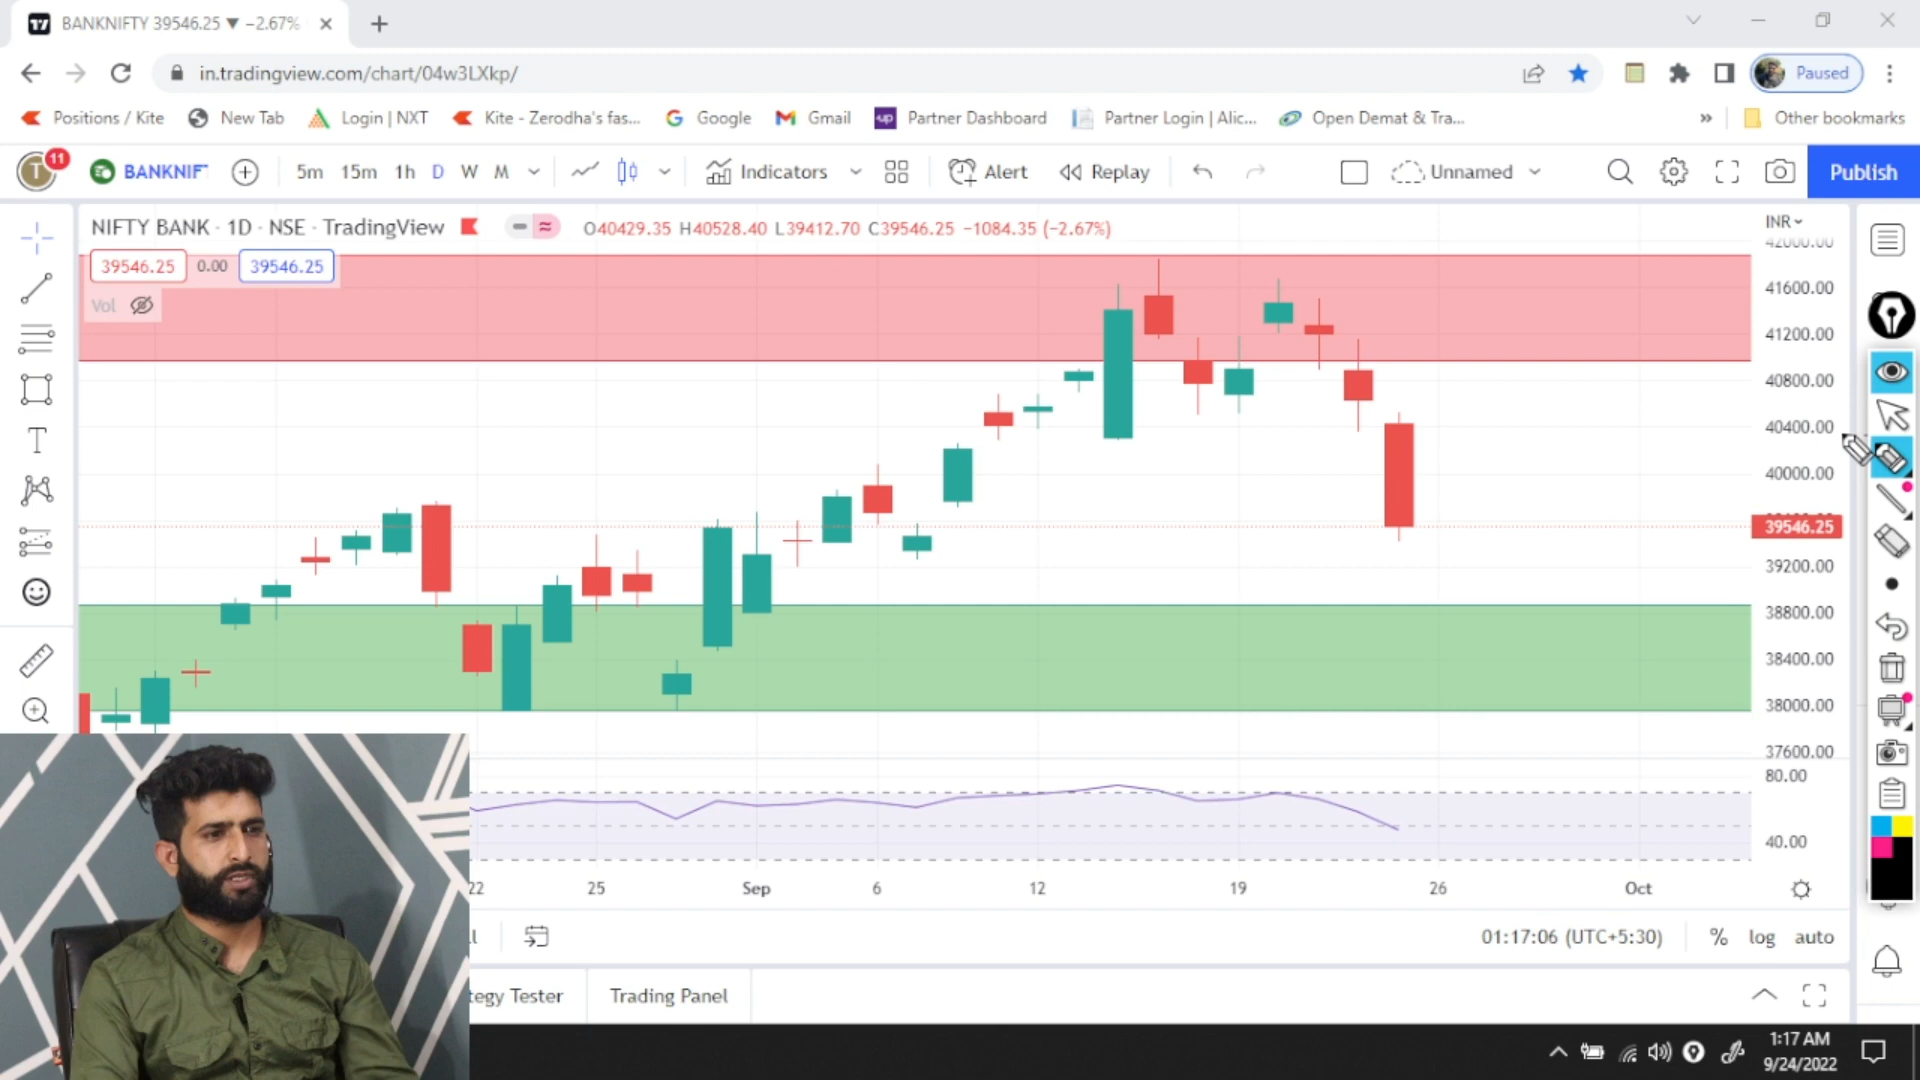 BANKNIFTY 39546.25 ▼ −2.67%
in.tradingview.com/chart/04w3LXkp/
Paused
Positions / Kite
New Tab
Login | NXT
Kite - Zerodha's fas...
Google
Gmail
up
Partner Dashboard
Partner Login | Alic...
Open Demat & Tra...
»
Other bookmarks
T
11
BANKNIF
5m 15m 1h D W M
Indicators
Alert
Replay
Unnamed
Publish
NIFTY BANK · 1D · NSE · TradingView
O40429.35 H40528.40 L39412.70 C39546.25 −1084.35 (−2.67%)
INR
39546.25 0.00 39546.25
Vol
42000.00
41600.00
41200.00
40800.00
40400.00
40000.00
39546.25
39200.00
38800.00
38400.00
38000.00
37600.00
80.00
40.00
22 25 Sep 6 12 19 26 Oct
01:17:06 (UTC+5:30)
% log auto
tegy Tester
Trading Panel
1:17 AM
9/24/2022